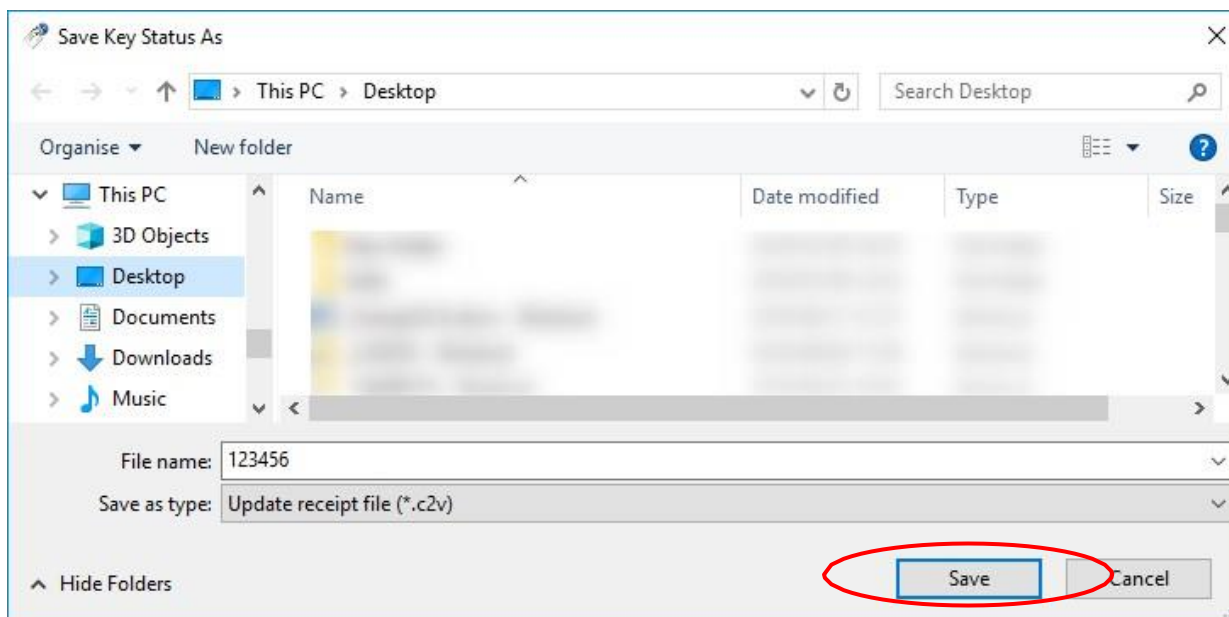 Save Key Status As
This PC > Desktop
Search Desktop
Organise
New folder
This PC
Name
Date modified
Type
Size
3D Objects
Desktop
Documents
Downloads
Music
File name: 123456
Save as type: Update receipt file (*.c2v)
Hide Folders
Save
Cancel